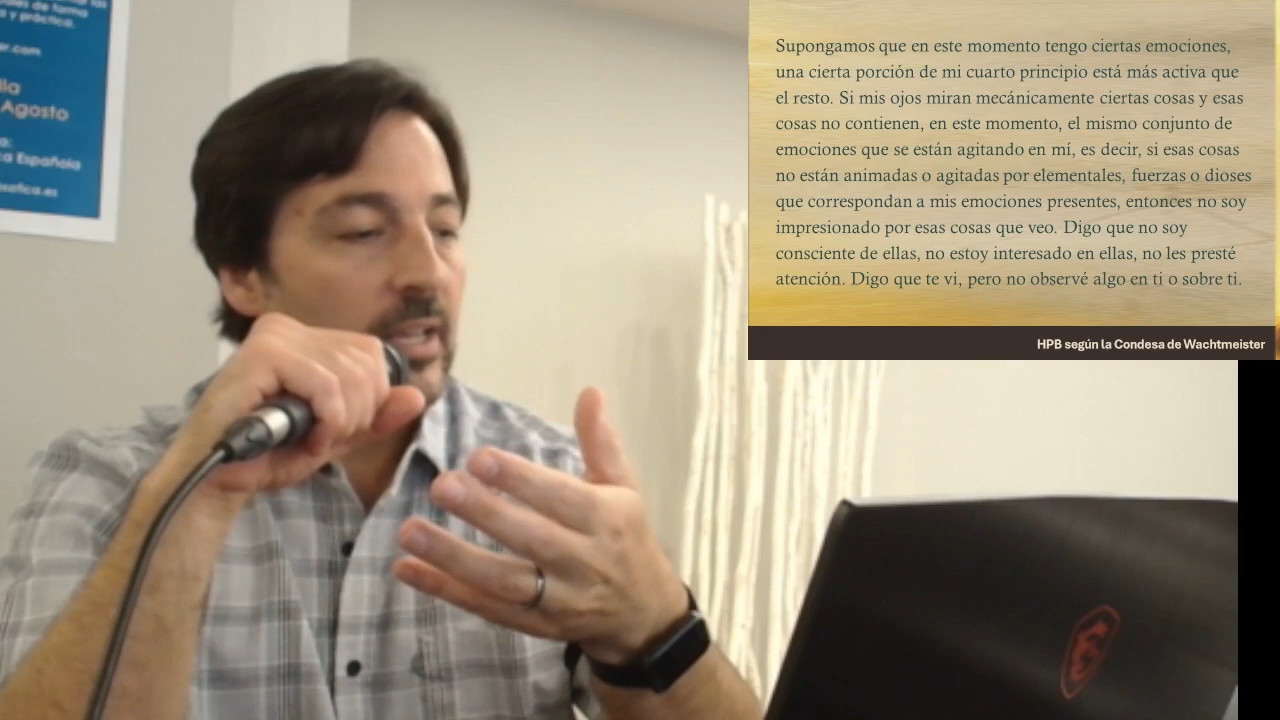 y práctica.
Agosto
Española
Supongamos que en este momento tengo ciertas emociones,
una cierta porción de mi cuarto principio está más activa que
el resto. Si mis ojos miran mecánicamente ciertas cosas y esas
cosas no contienen, en este momento, el mismo conjunto de
emociones que se están agitando en mí, es decir, si esas cosas
no están animadas o agitadas por elementales, fuerzas o dioses
que correspondan a mis emociones presentes, entonces no soy
impresionado por esas cosas que veo. Digo que no soy
consciente de ellas, no estoy interesado en ellas, no les presté
atención. Digo que te vi, pero no observé algo en ti o sobre ti.
HPB según la Condesa de Wachtmeister